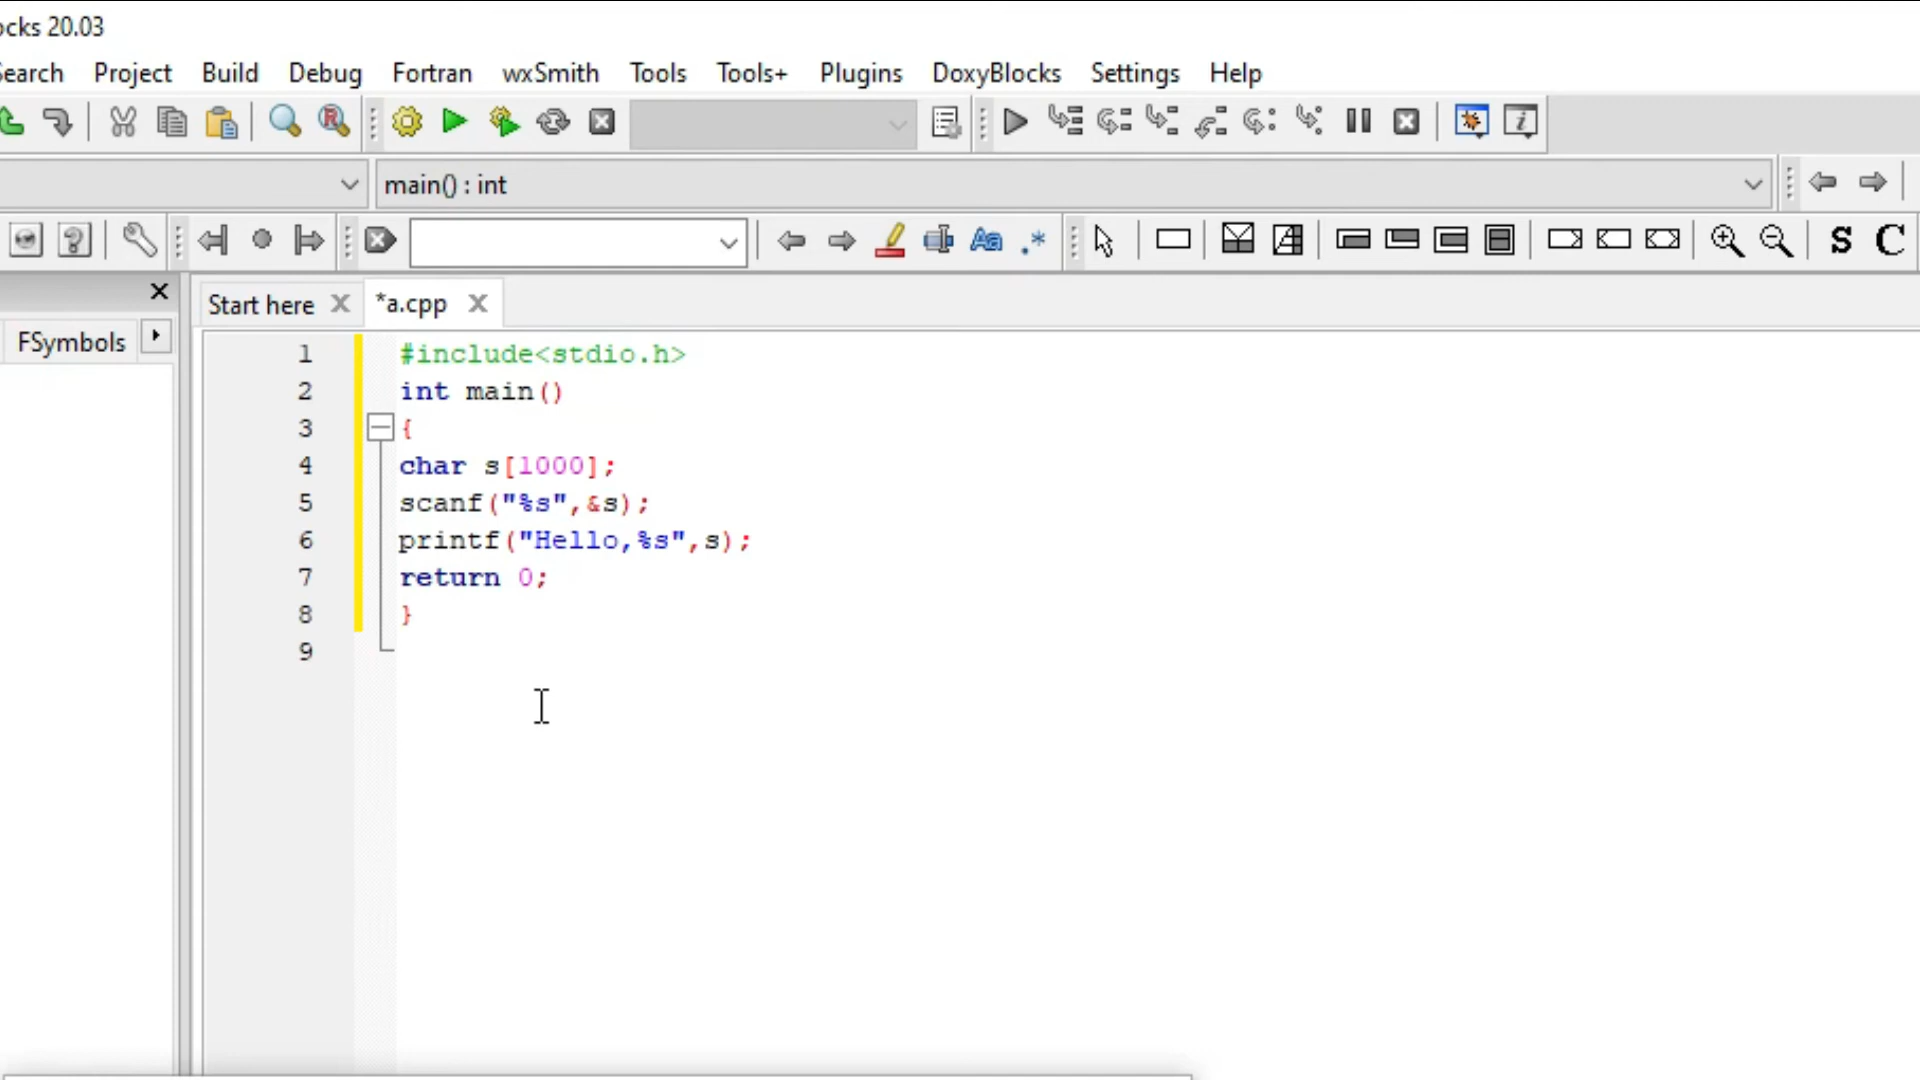 ocks 20.03
Search Project Build Debug Fortran wxSmith Tools Tools+ Plugins DoxyBlocks Settings Help
main() : int
S C
Start here *a.cpp
FSymbols
1 #include<stdio.h>
2 int main()
3 {
4 char s[1000];
5 scanf("%s",&s);
6 printf("Hello,%s",s);
7 return 0;
8 }
9